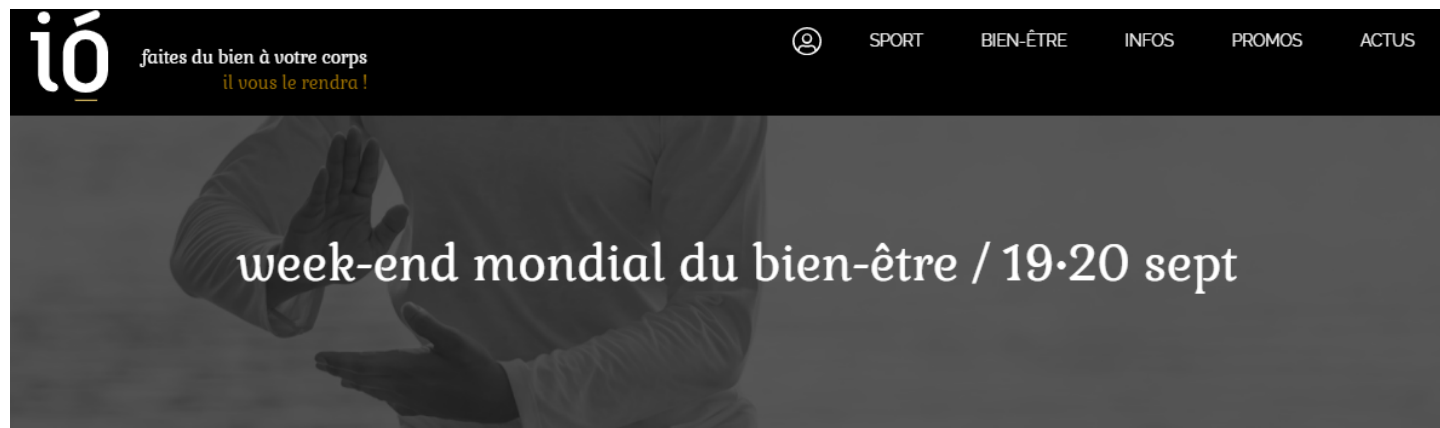 ió
faites du bien à votre corps
il vous le rendra !
SPORT BIEN-ÊTRE INFOS PROMOS ACTUS
week-end mondial du bien-être / 19•20 sept